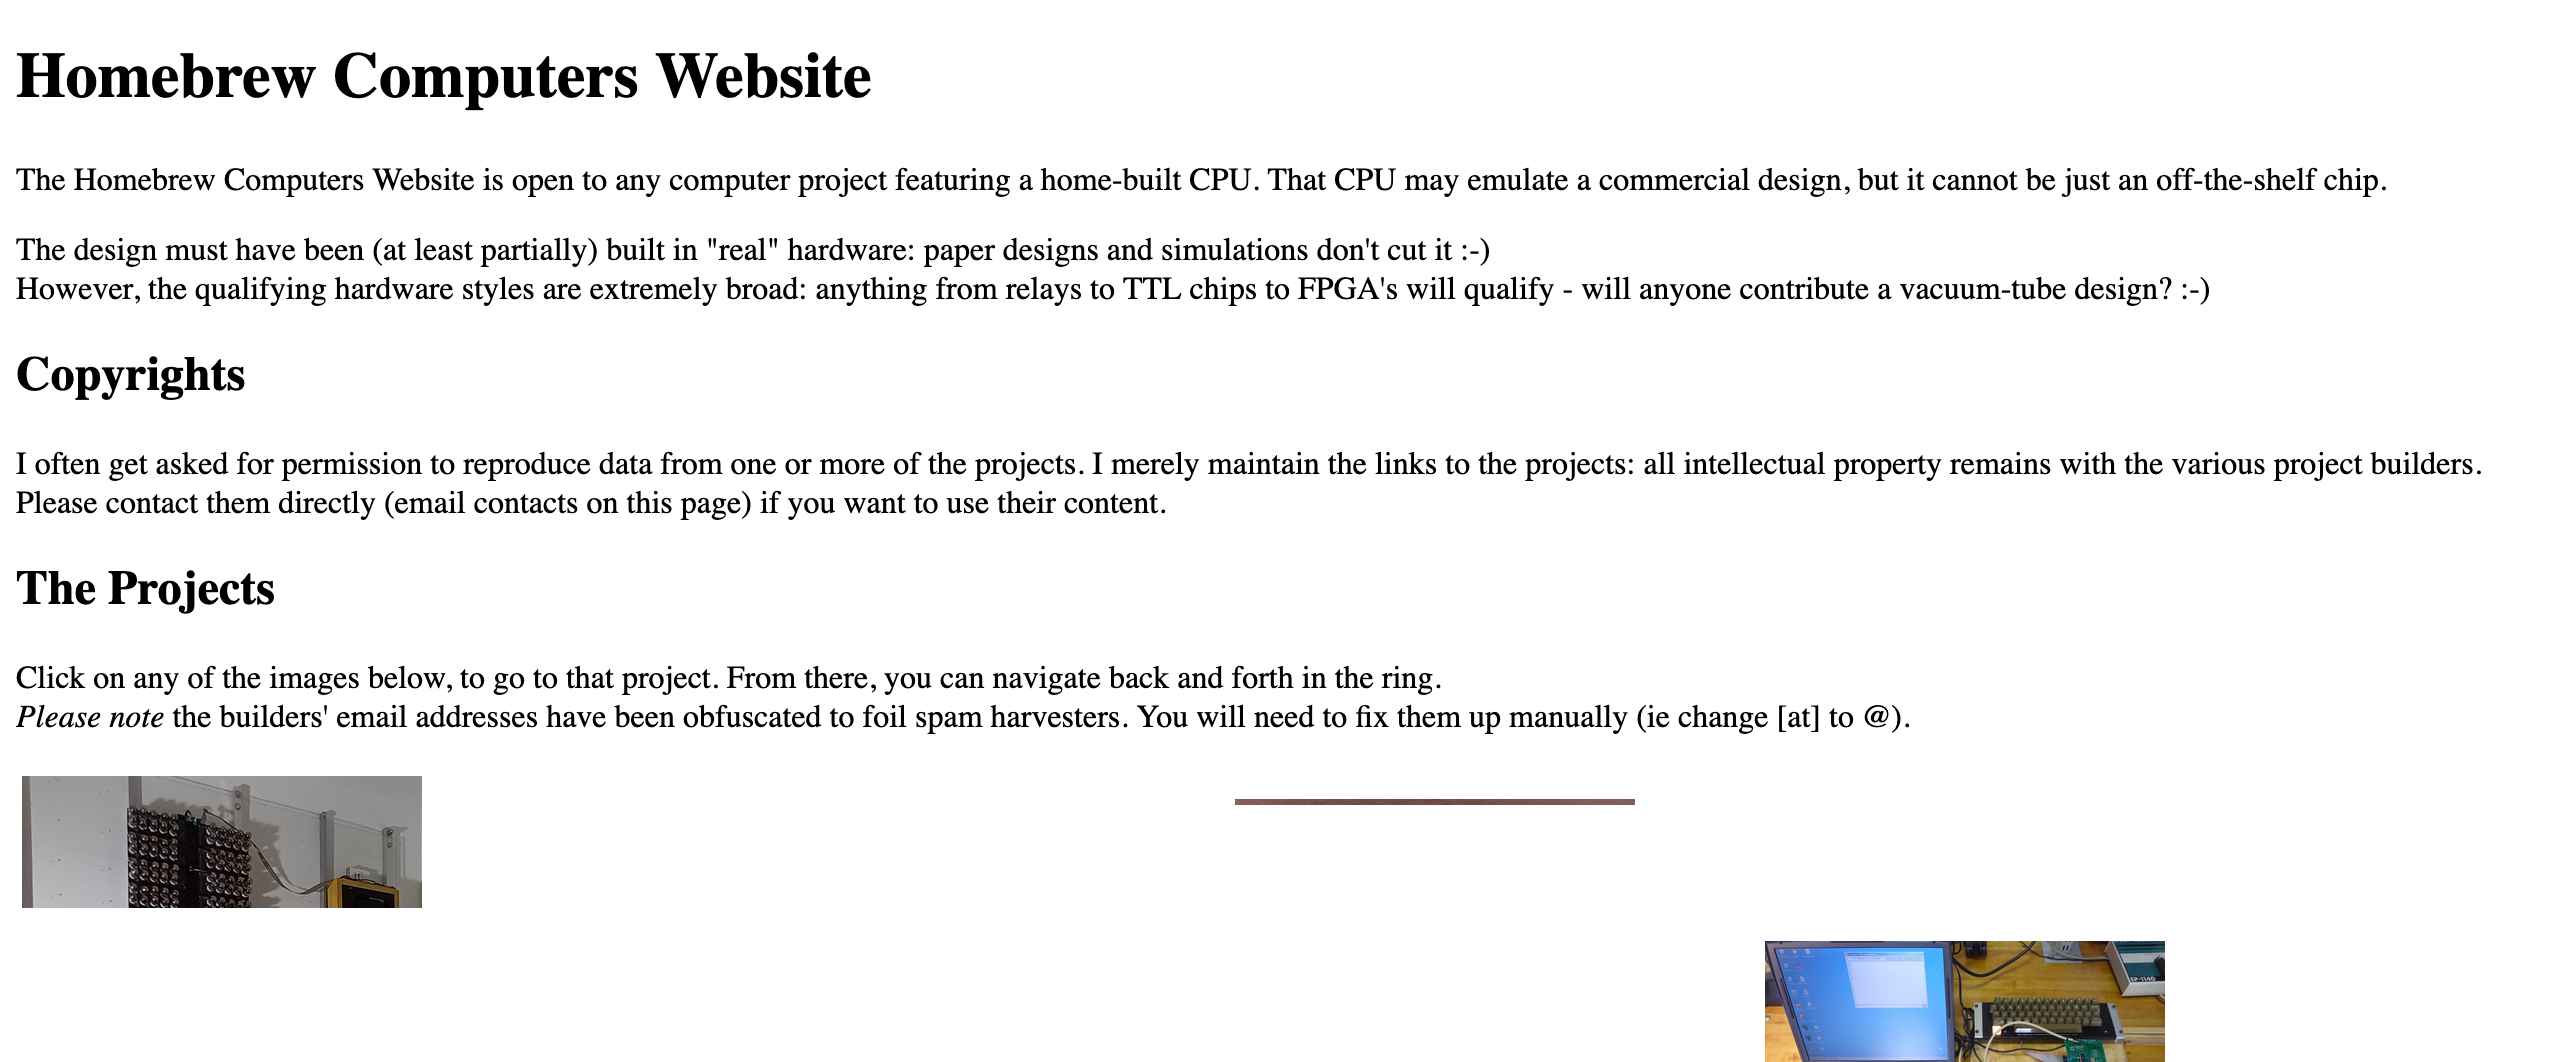 Homebrew Computers Website
The Homebrew Computers Website is open to any computer project featuring a home-built CPU. That CPU may emulate a commercial design, but it cannot be just an off-the-shelf chip.
The design must have been (at least partially) built in "real" hardware: paper designs and simulations don't cut it :-)
However, the qualifying hardware styles are extremely broad: anything from relays to TTL chips to FPGA's will qualify - will anyone contribute a vacuum-tube design? :-)
Copyrights
I often get asked for permission to reproduce data from one or more of the projects. I merely maintain the links to the projects: all intellectual property remains with the various project builders.
Please contact them directly (email contacts on this page) if you want to use their content.
The Projects
Click on any of the images below, to go to that project. From there, you can navigate back and forth in the ring.
Please note the builders' email addresses have been obfuscated to foil spam harvesters. You will need to fix them up manually (ie change [at] to @).